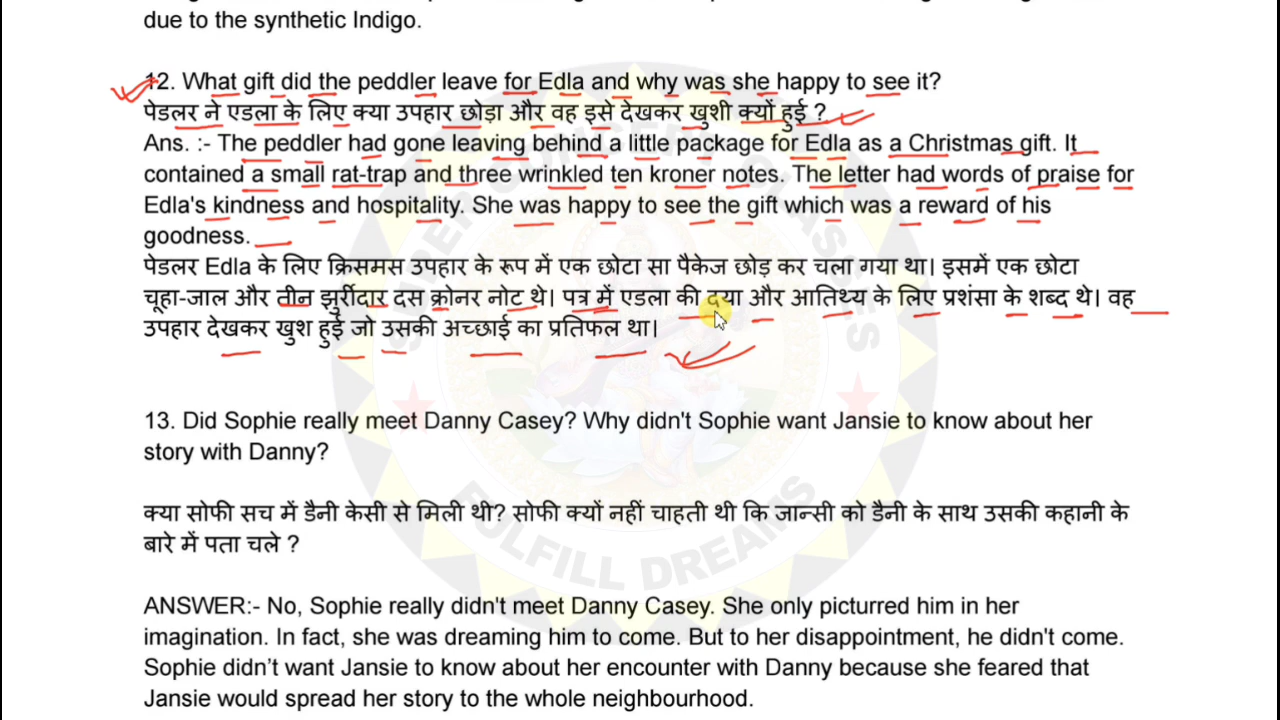 due to the synthetic Indigo.
12. What gift did the peddler leave for Edla and why was she happy to see it?
पेडलर ने एडला के लिए क्या उपहार छोड़ा और वह इसे देखकर खुशी क्यों हुई ?
Ans. :- The peddler had gone leaving behind a little package for Edla as a Christmas gift. It
contained a small rat-trap and three wrinkled ten kroner notes. The letter had words of praise for
Edla's kindness and hospitality. She was happy to see the gift which was a reward of his
goodness.
पेडलर Edla के लिए क्रिसमस उपहार के रूप में एक छोटा सा पैकेज छोड़ कर चला गया था। इसमें एक छोटा
चूहा-जाल और तीन झुर्रीदार दस क्रोनर नोट थे। पत्र में एडला की दया और आतिथ्य के लिए प्रशंसा के शब्द थे। वह
उपहार देखकर खुश हुई जो उसकी अच्छाई का प्रतिफल था।
13. Did Sophie really meet Danny Casey? Why didn't Sophie want Jansie to know about her
story with Danny?
क्या सोफी सच में डैनी केसी से मिली थी? सोफी क्यों नहीं चाहती थी कि जान्सी को डैनी के साथ उसकी कहानी के
बारे में पता चले ?
ANSWER:- No, Sophie really didn't meet Danny Casey. She only picturred him in her
imagination. In fact, she was dreaming him to come. But to her disappointment, he didn't come.
Sophie didn’t want Jansie to know about her encounter with Danny because she feared that
Jansie would spread her story to the whole neighbourhood.
FULFILL DREAMS